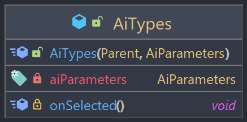 AiTypes
AiTypes(Parent, AiParameters)
aiParameters AiParameters
onSelected() void